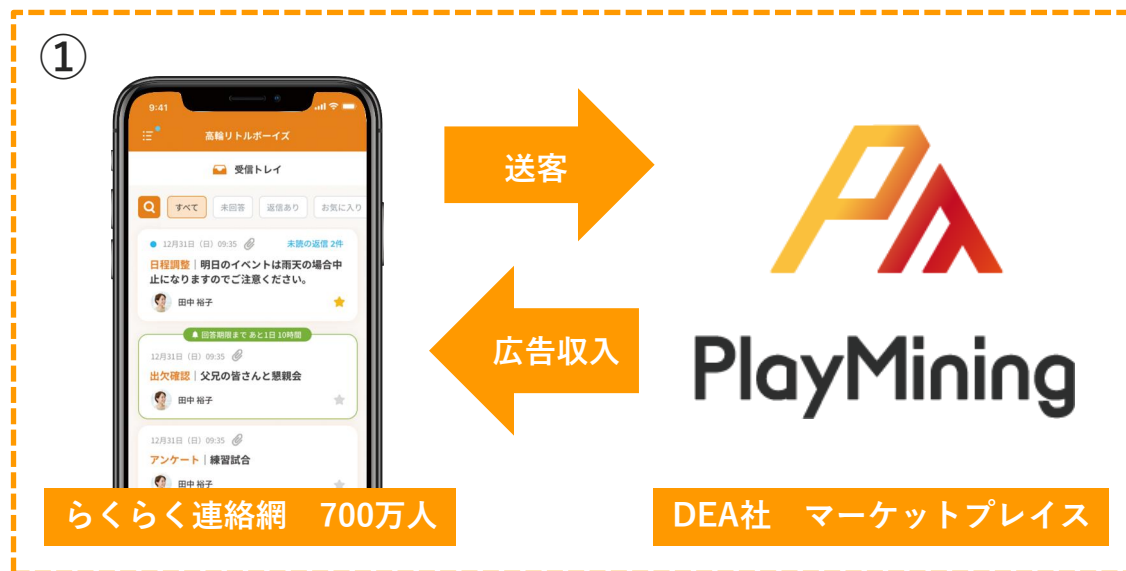 ①
9:41
高輪リトルボーイズ
受信トレイ
すべて 未回答 返信あり お気に入り
12月31日（日）09:35 未読の返信 2件
日程調整｜明日のイベントは雨天の場合中
止になりますのでご注意ください。
田中 裕子
回答期限まで あと1日 10時間
12月31日（日）09:35
出欠確認｜父兄の皆さんと懇親会
田中 裕子
12月31日（日）09:35
アンケート｜練習試合
田中 裕子
らくらく連絡網　700万人
送客
広告収入
PlayMining
DEA社　マーケットプレイス